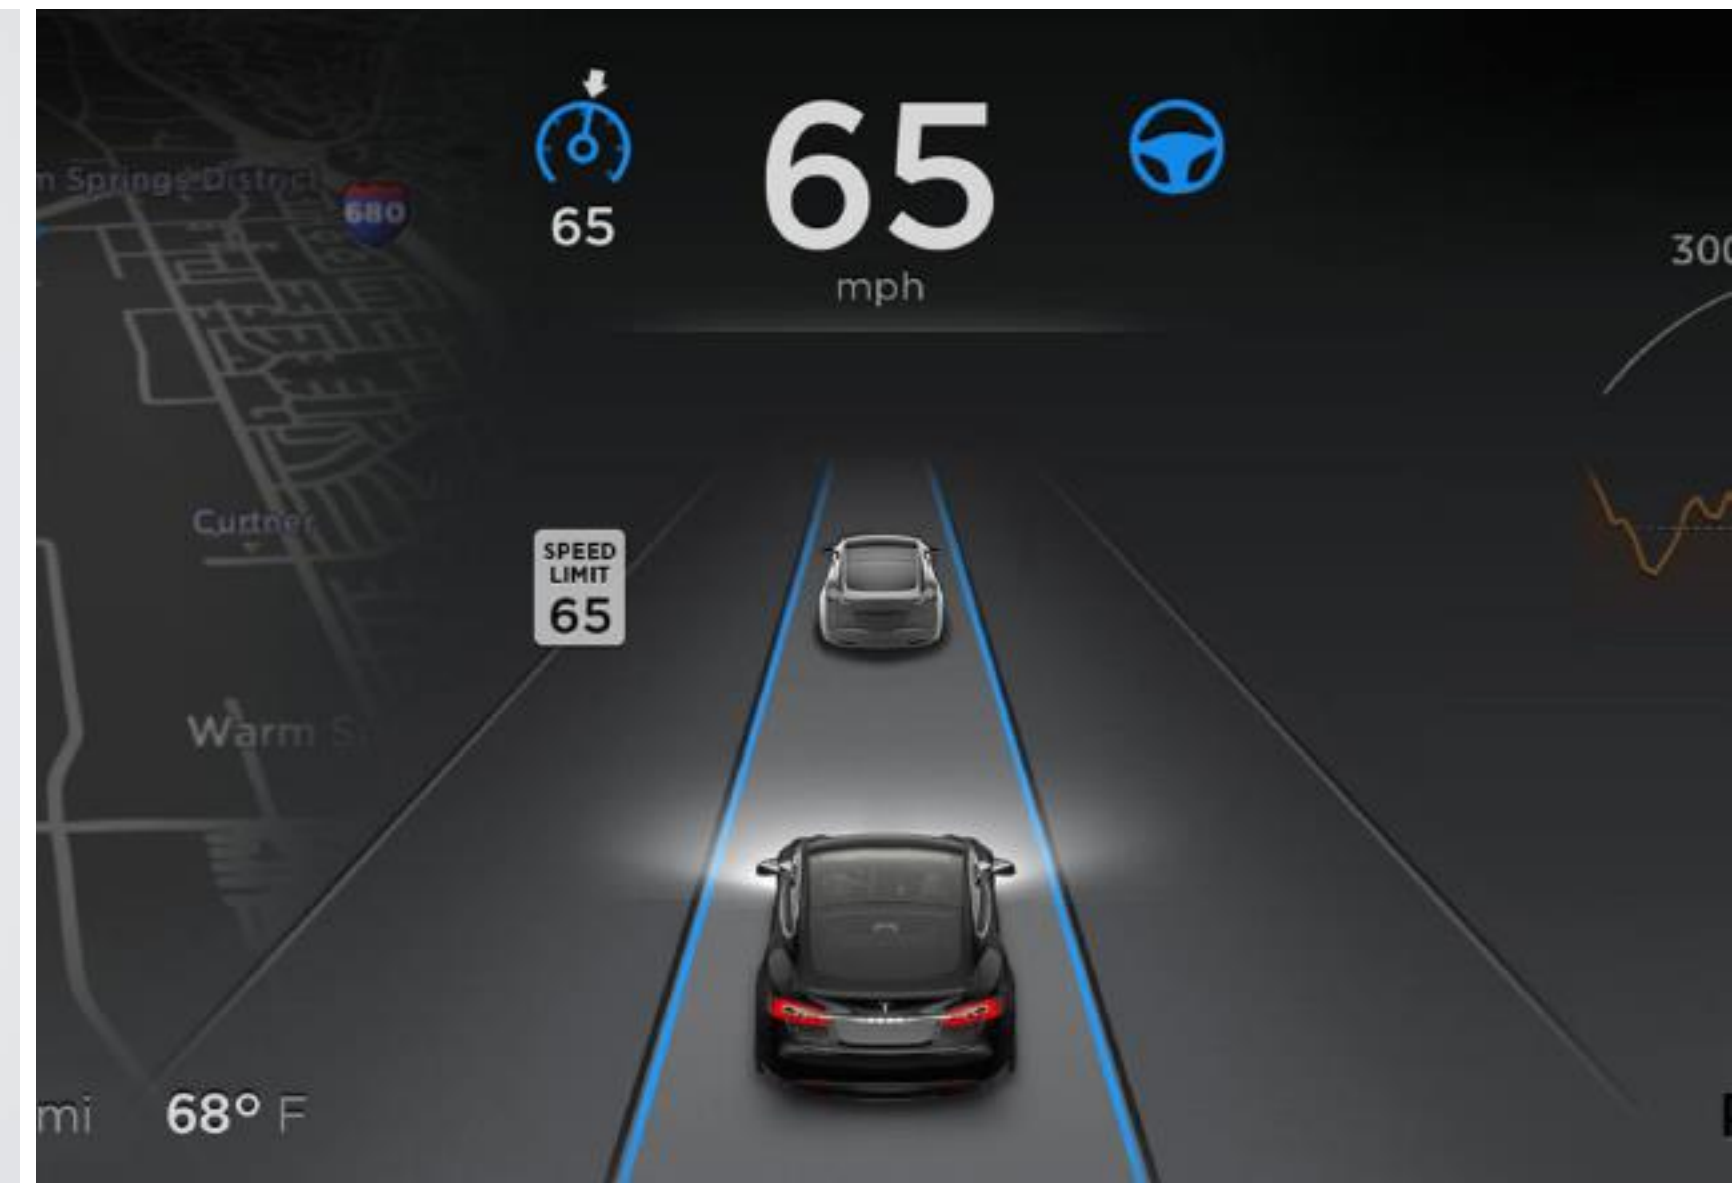 65
65
mph
m Springs District
680
300
Curtner
SPEED
LIMIT
65
Warm S
mi
68° F